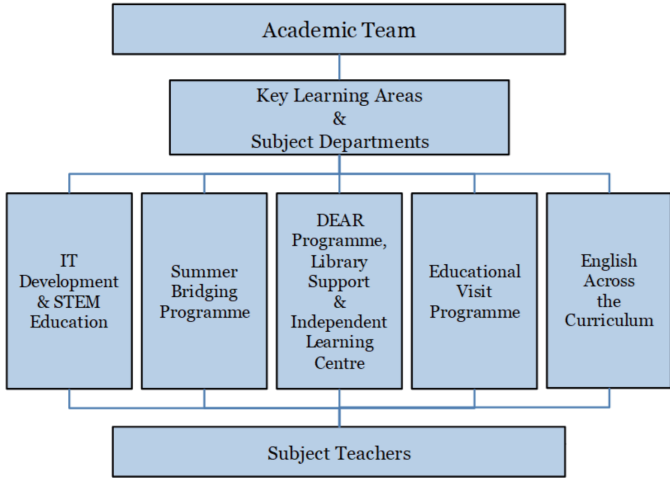 Academic Team
Key Learning Areas
&
Subject Departments
IT
Development
& STEM
Education
Summer
Bridging
Programme
DEAR
Programme,
Library
Support
&
Independent
Learning
Centre
Educational
Visit
Programme
English
Across
the
Curriculum
Subject Teachers